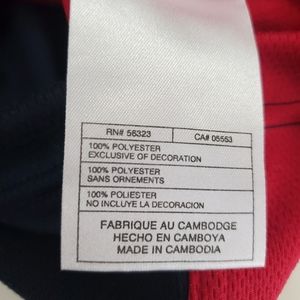 RN# 56323 CA# 05553
100% POLYESTER
EXCLUSIVE OF DECORATION
100% POLYESTER
SANS ORNEMENTS
100% POLIESTER
NO INCLUYE LA DECORACION
FABRIQUE AU CAMBODGE
HECHO EN CAMBOYA
MADE IN CAMBODIA